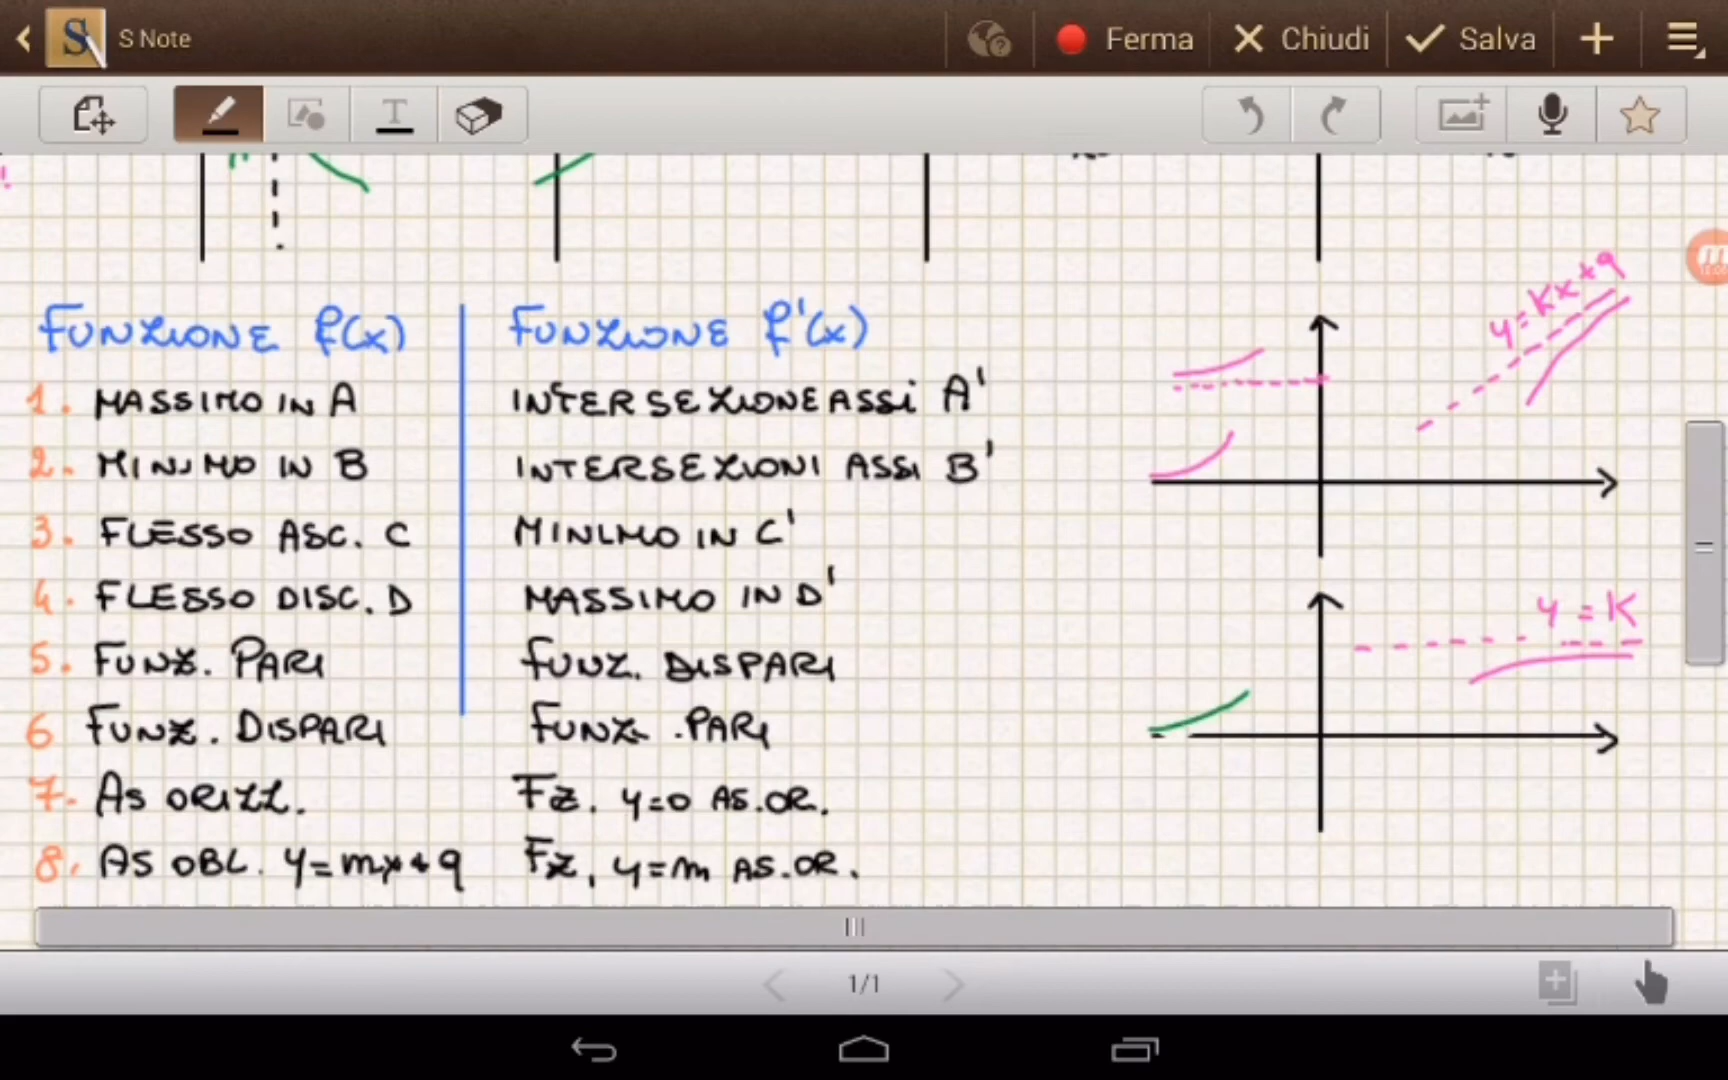 S Note
Ferma
Chiudi
Salva
FUNZIONE f(x)
FUNZIONE f'(x)
1. MASSIMO IN A
INTERSEZIONE ASSI A'
2. MINIMO IN B
INTERSEZIONI ASSI B'
3. FLESSO ASC. C
MINIMO IN C'
4. FLESSO DISC. D
MASSIMO IN D'
5. FUNZ. PARI
FUNZ. DISPARI
6 FUNZ. DISPARI
FUNZ. PARI
7. AS ORIZZ.
FZ. y=0 AS.OR.
8. AS OBL. y=mx+q
FZ. y=m AS.OR.
y=Kx+q
y=K
1/1